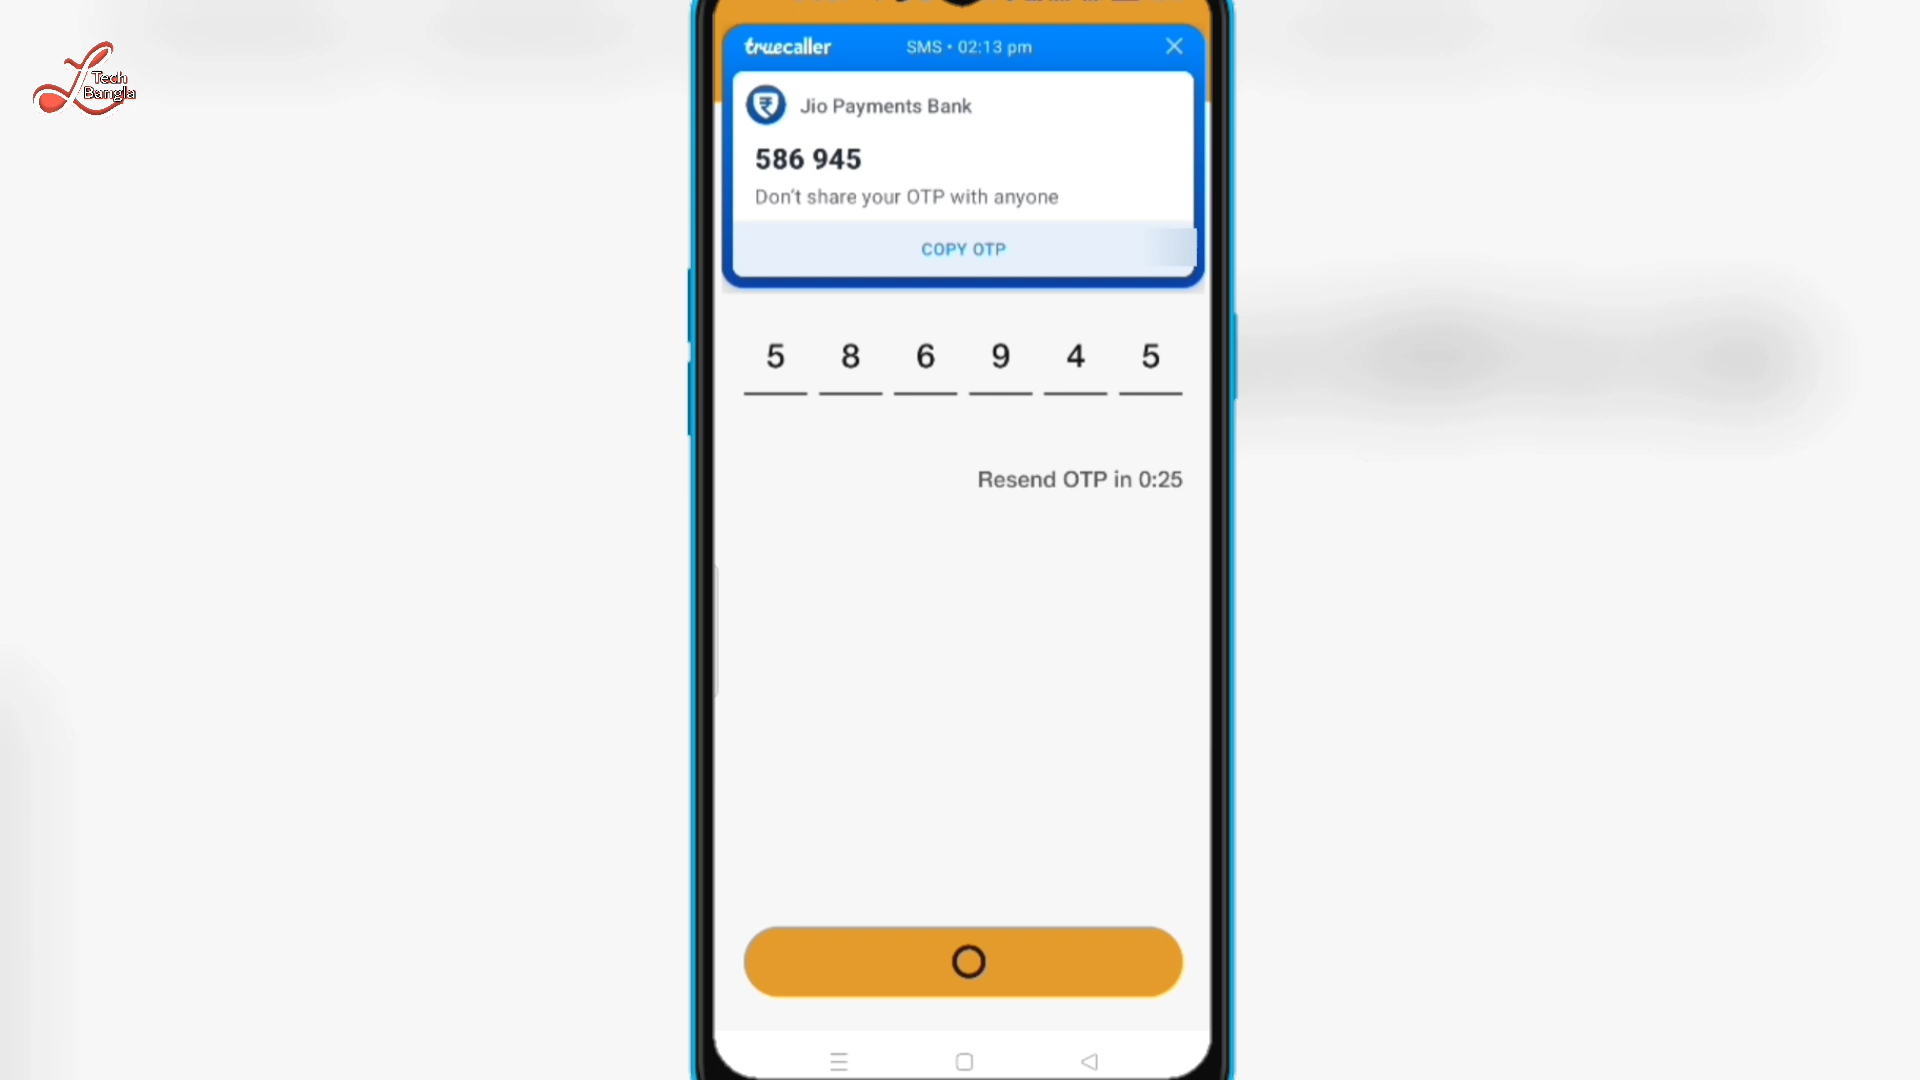 Tech
Bangla
truecaller
SMS • 02:13 pm
Jio Payments Bank
586 945
Don't share your OTP with anyone
COPY OTP
5 8 6 9 4 5
Resend OTP in 0:25